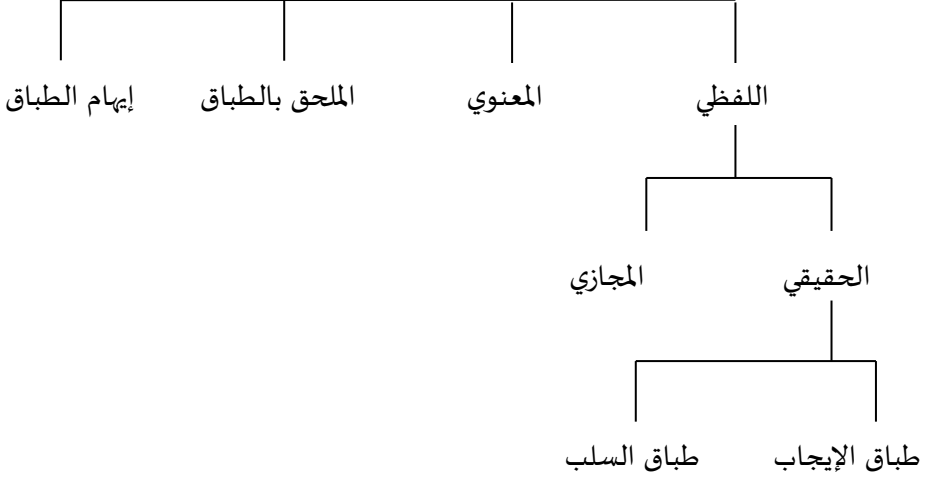 اللفظي المعنوي الملحق بالطباق إيهام الطباق
الحقيقي المجازي
طباق الإيجاب طباق السلب